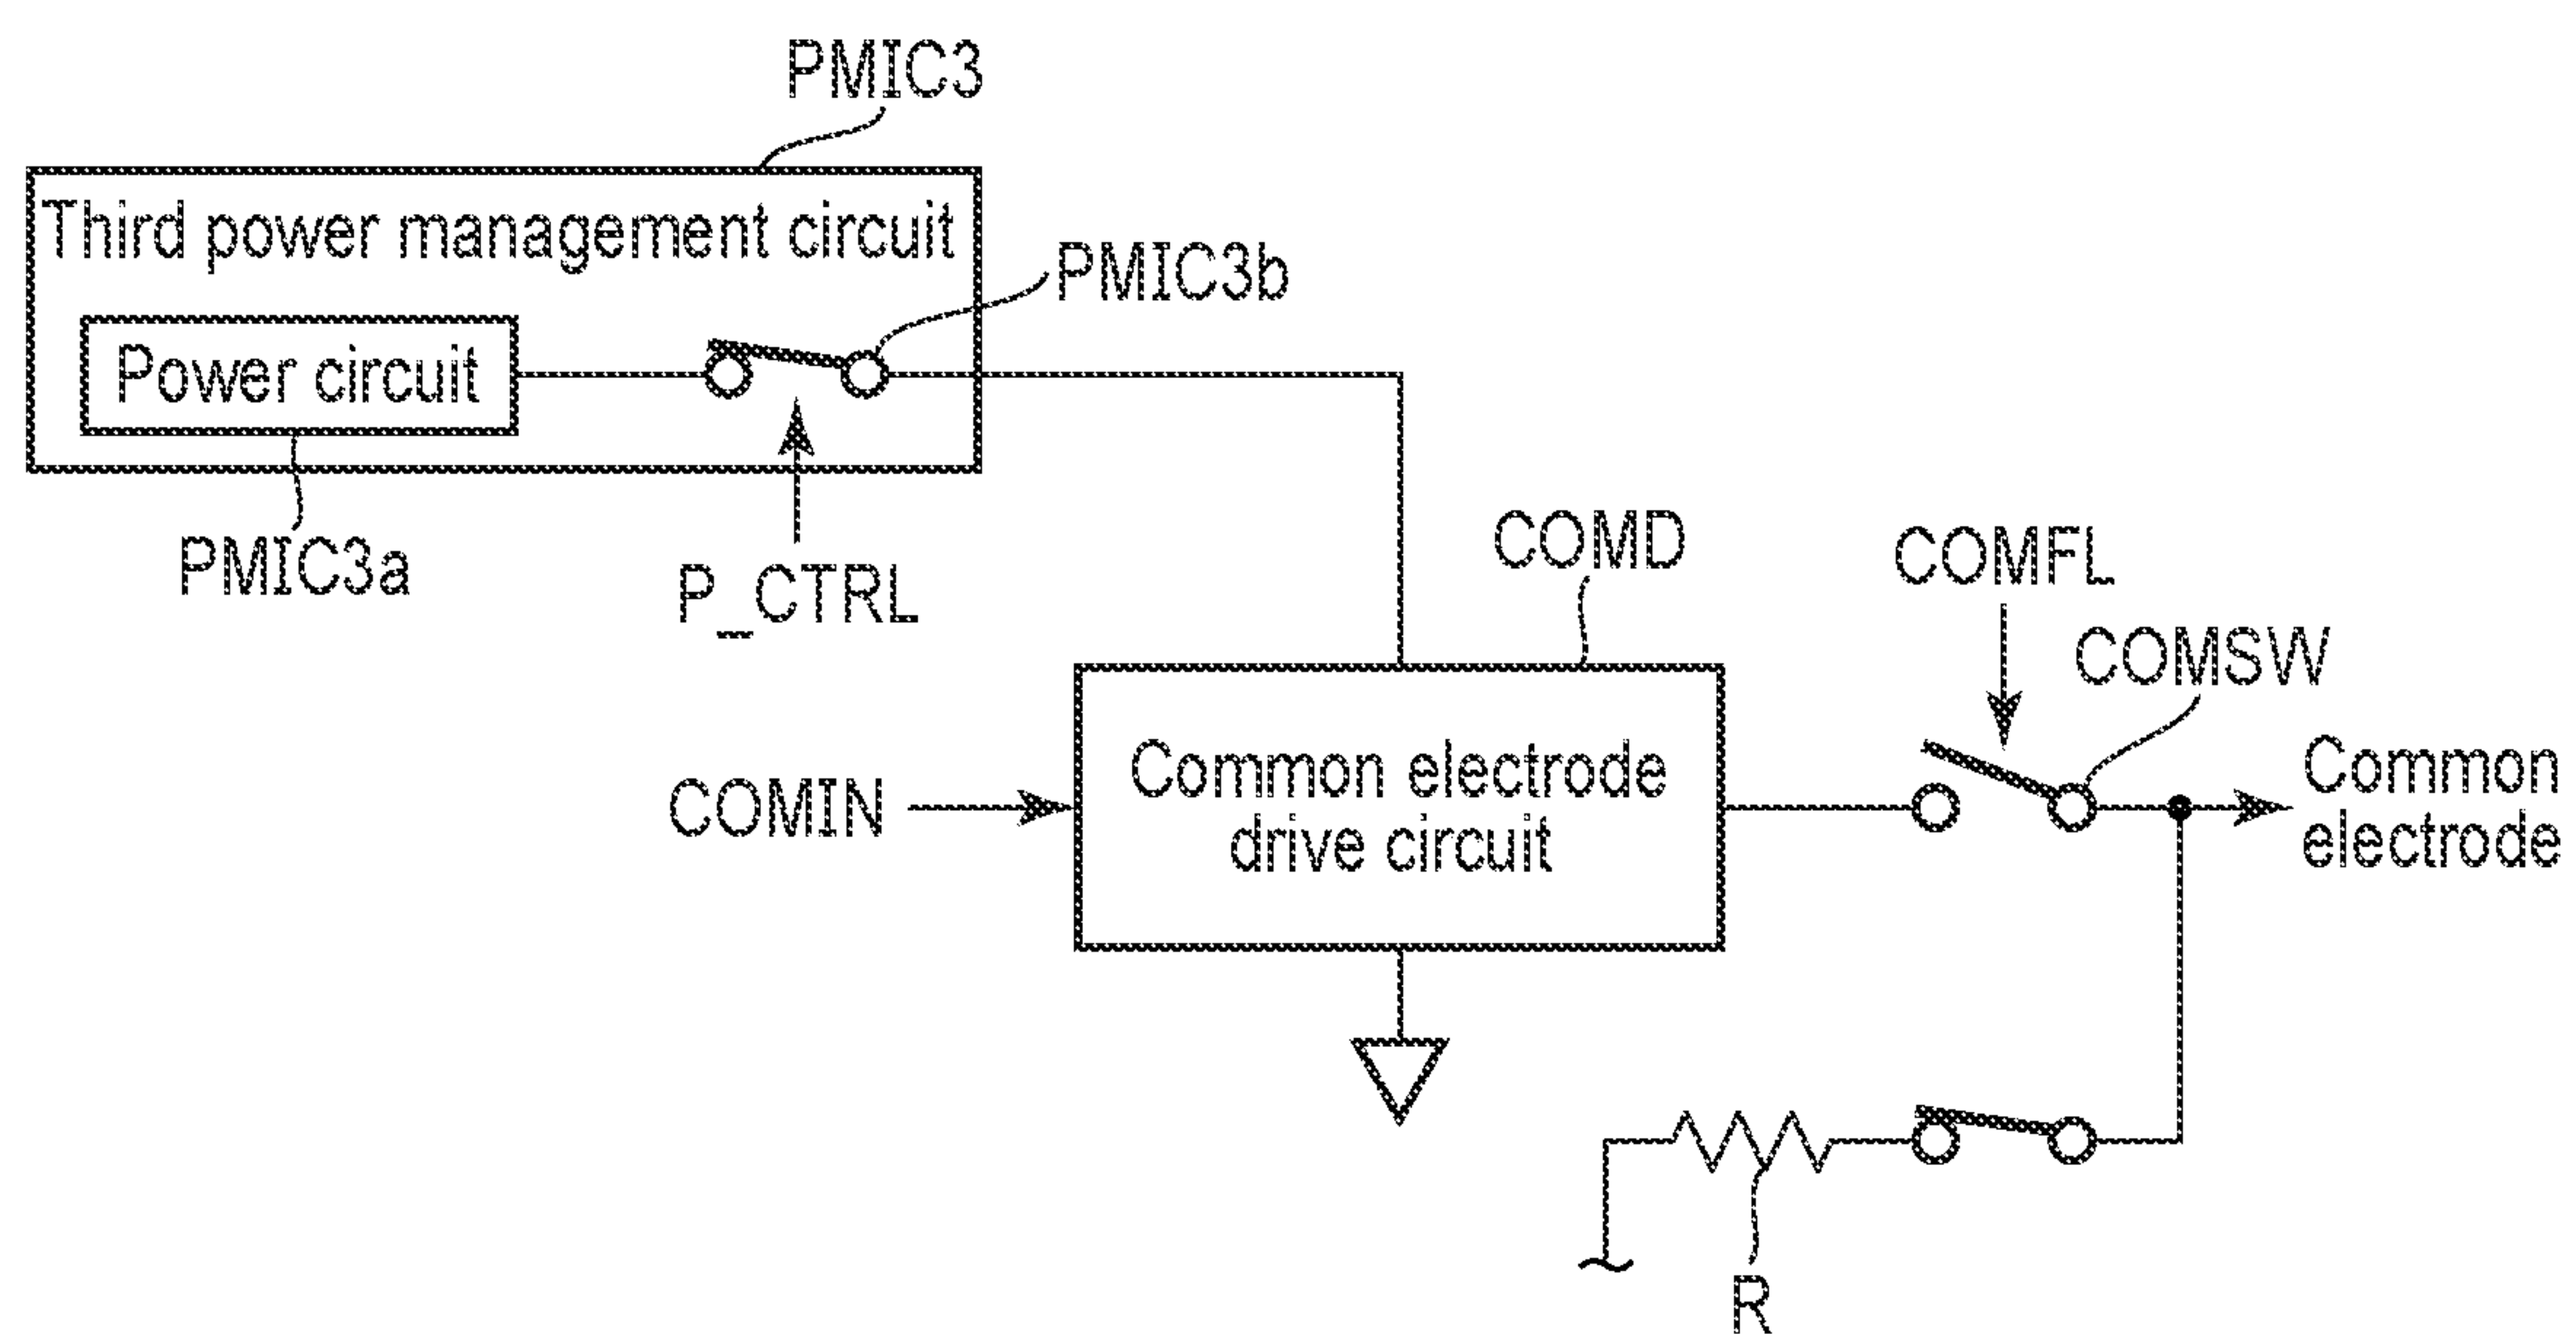 PMIC3
Third power management circuit
PMIC3b
Power circuit
PMIC3a
P_CTRL
COMD
COMFL
COMSW
COMIN
Common electrode
drive circuit
Common
electrode
R